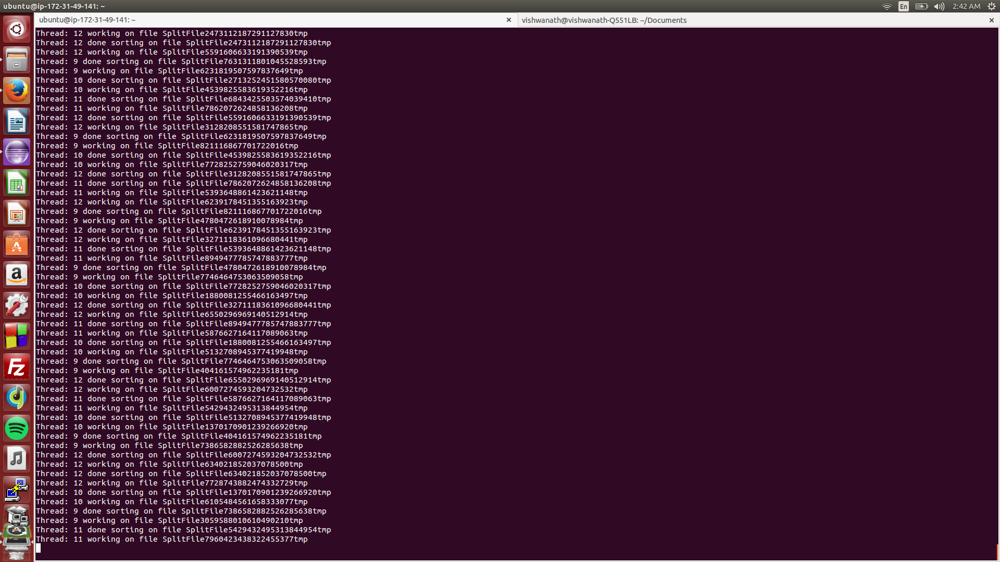 ubuntu@ip-172-31-49-141: ~
En
2:42 AM
ubuntu@ip-172-31-49-141: ~
vishwanath@vishwanath-Q551LB: ~/Documents
Thread: 12 working on file SplitFile2473112187291127830tmp
Thread: 12 done sorting on file SplitFile2473112187291127830tmp
Thread: 12 working on file SplitFile5591606633191390539tmp
Thread: 9 done sorting on file SplitFile7631311801045528593tmp
Thread: 9 working on file SplitFile6231819507597837649tmp
Thread: 10 done sorting on file SplitFile2713252451580570080tmp
Thread: 10 working on file SplitFile4539825583619352216tmp
Thread: 11 done sorting on file SplitFile6843425503574039410tmp
Thread: 11 working on file SplitFile7862072624858136208tmp
Thread: 12 done sorting on file SplitFile5591606633191390539tmp
Thread: 12 working on file SplitFile3128208551581747865tmp
Thread: 9 done sorting on file SplitFile6231819507597837649tmp
Thread: 9 working on file SplitFile821116867701722016tmp
Thread: 10 done sorting on file SplitFile4539825583619352216tmp
Thread: 10 working on file SplitFile7728252759046020317tmp
Thread: 12 done sorting on file SplitFile3128208551581747865tmp
Thread: 11 done sorting on file SplitFile7862072624858136208tmp
Thread: 11 working on file SplitFile5393648861423621148tmp
Thread: 12 working on file SplitFile6239178451355163923tmp
Thread: 9 done sorting on file SplitFile821116867701722016tmp
Thread: 9 working on file SplitFile4780472618910078984tmp
Thread: 12 done sorting on file SplitFile6239178451355163923tmp
Thread: 12 working on file SplitFile3271118361096680441tmp
Thread: 11 done sorting on file SplitFile5393648861423621148tmp
Thread: 11 working on file SplitFile8949477785747883777tmp
Thread: 9 done sorting on file SplitFile4780472618910078984tmp
Thread: 9 working on file SplitFile7746464753063509058tmp
Thread: 10 done sorting on file SplitFile7728252759046020317tmp
Thread: 10 working on file SplitFile1880081255466163497tmp
Thread: 12 done sorting on file SplitFile3271118361096680441tmp
Thread: 12 working on file SplitFile6550296969140512914tmp
Thread: 11 done sorting on file SplitFile8949477785747883777tmp
Thread: 11 working on file SplitFile5876627164117089063tmp
Thread: 10 done sorting on file SplitFile1880081255466163497tmp
Thread: 10 working on file SplitFile5132708945377419948tmp
Thread: 9 done sorting on file SplitFile7746464753063509058tmp
Thread: 9 working on file SplitFile404161574962235181tmp
Thread: 12 done sorting on file SplitFile6550296969140512914tmp
Thread: 12 working on file SplitFile6007274593204732532tmp
Thread: 11 done sorting on file SplitFile5876627164117089063tmp
Thread: 11 working on file SplitFile5429432495313844954tmp
Thread: 10 done sorting on file SplitFile5132708945377419948tmp
Thread: 10 working on file SplitFile1370170901239266920tmp
Thread: 9 done sorting on file SplitFile404161574962235181tmp
Thread: 9 working on file SplitFile7386582882526285638tmp
Thread: 12 done sorting on file SplitFile6007274593204732532tmp
Thread: 12 working on file SplitFile634021852037078500tmp
Thread: 12 done sorting on file SplitFile634021852037078500tmp
Thread: 12 working on file SplitFile7728743882474332729tmp
Thread: 10 done sorting on file SplitFile1370170901239266920tmp
Thread: 10 working on file SplitFile6105484561658333077tmp
Thread: 9 done sorting on file SplitFile7386582882526285638tmp
Thread: 9 working on file SplitFile3059588010610490210tmp
Thread: 11 done sorting on file SplitFile5429432495313844954tmp
Thread: 11 working on file SplitFile7960423438322455377tmp